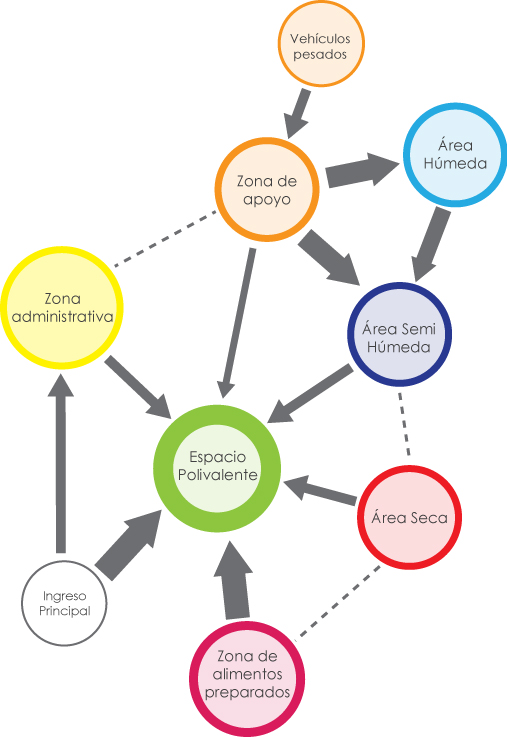 Vehículos
pesados
Área
Húmeda
Zona de
apoyo
Zona
administrativa
Área Semi
Húmeda
Espacio
Polivalente
Área Seca
Ingreso
Principal
Zona de
alimentos
preparados